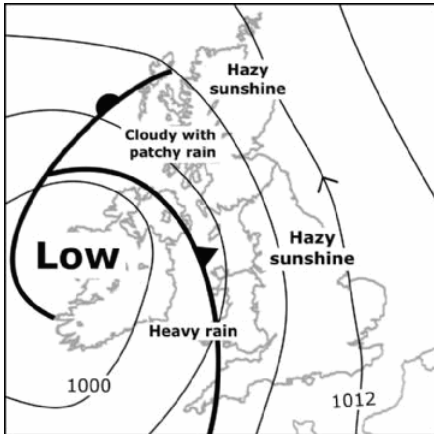 Hazy
sunshine
Cloudy with
patchy rain
Hazy
sunshine
Low
Heavy rain
1000
1012